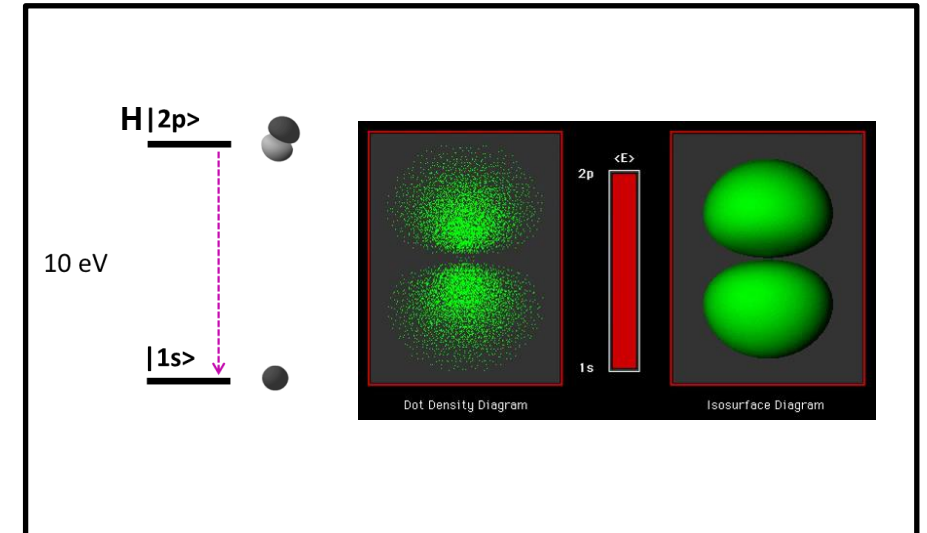 H|2p>
10 eV
|1s>
<E>
2p
1s
Dot Density Diagram
Isosurface Diagram